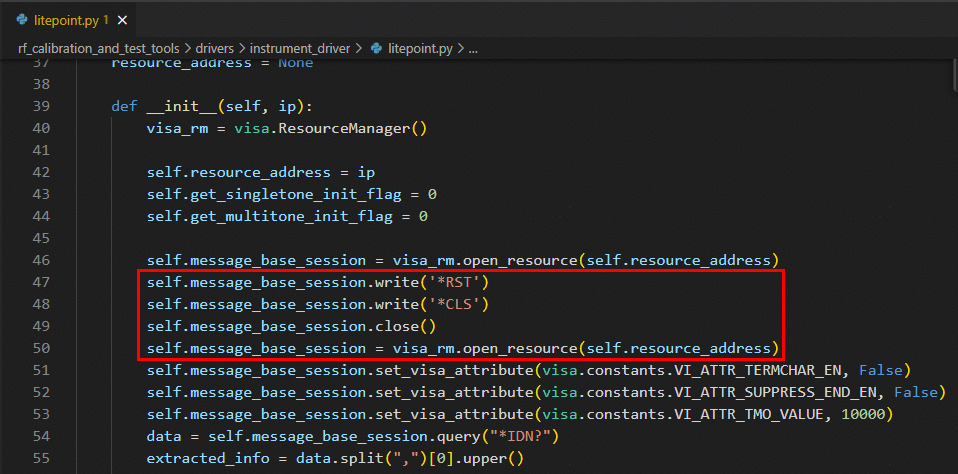 litepoint.py 1 ×
rf_calibration_and_test_tools > drivers > instrument_driver > litepoint.py > ...
37 resource_address = None
38
39 def __init__(self, ip):
40 visa_rm = visa.ResourceManager()
41
42 self.resource_address = ip
43 self.get_singletone_init_flag = 0
44 self.get_multitone_init_flag = 0
45
46 self.message_base_session = visa_rm.open_resource(self.resource_address)
47 self.message_base_session.write('*RST')
48 self.message_base_session.write('*CLS')
49 self.message_base_session.close()
50 self.message_base_session = visa_rm.open_resource(self.resource_address)
51 self.message_base_session.set_visa_attribute(visa.constants.VI_ATTR_TERMCHAR_EN, False)
52 self.message_base_session.set_visa_attribute(visa.constants.VI_ATTR_SUPPRESS_END_EN, False)
53 self.message_base_session.set_visa_attribute(visa.constants.VI_ATTR_TMO_VALUE, 10000)
54 data = self.message_base_session.query("*IDN?")
55 extracted_info = data.split(",")[0].upper()